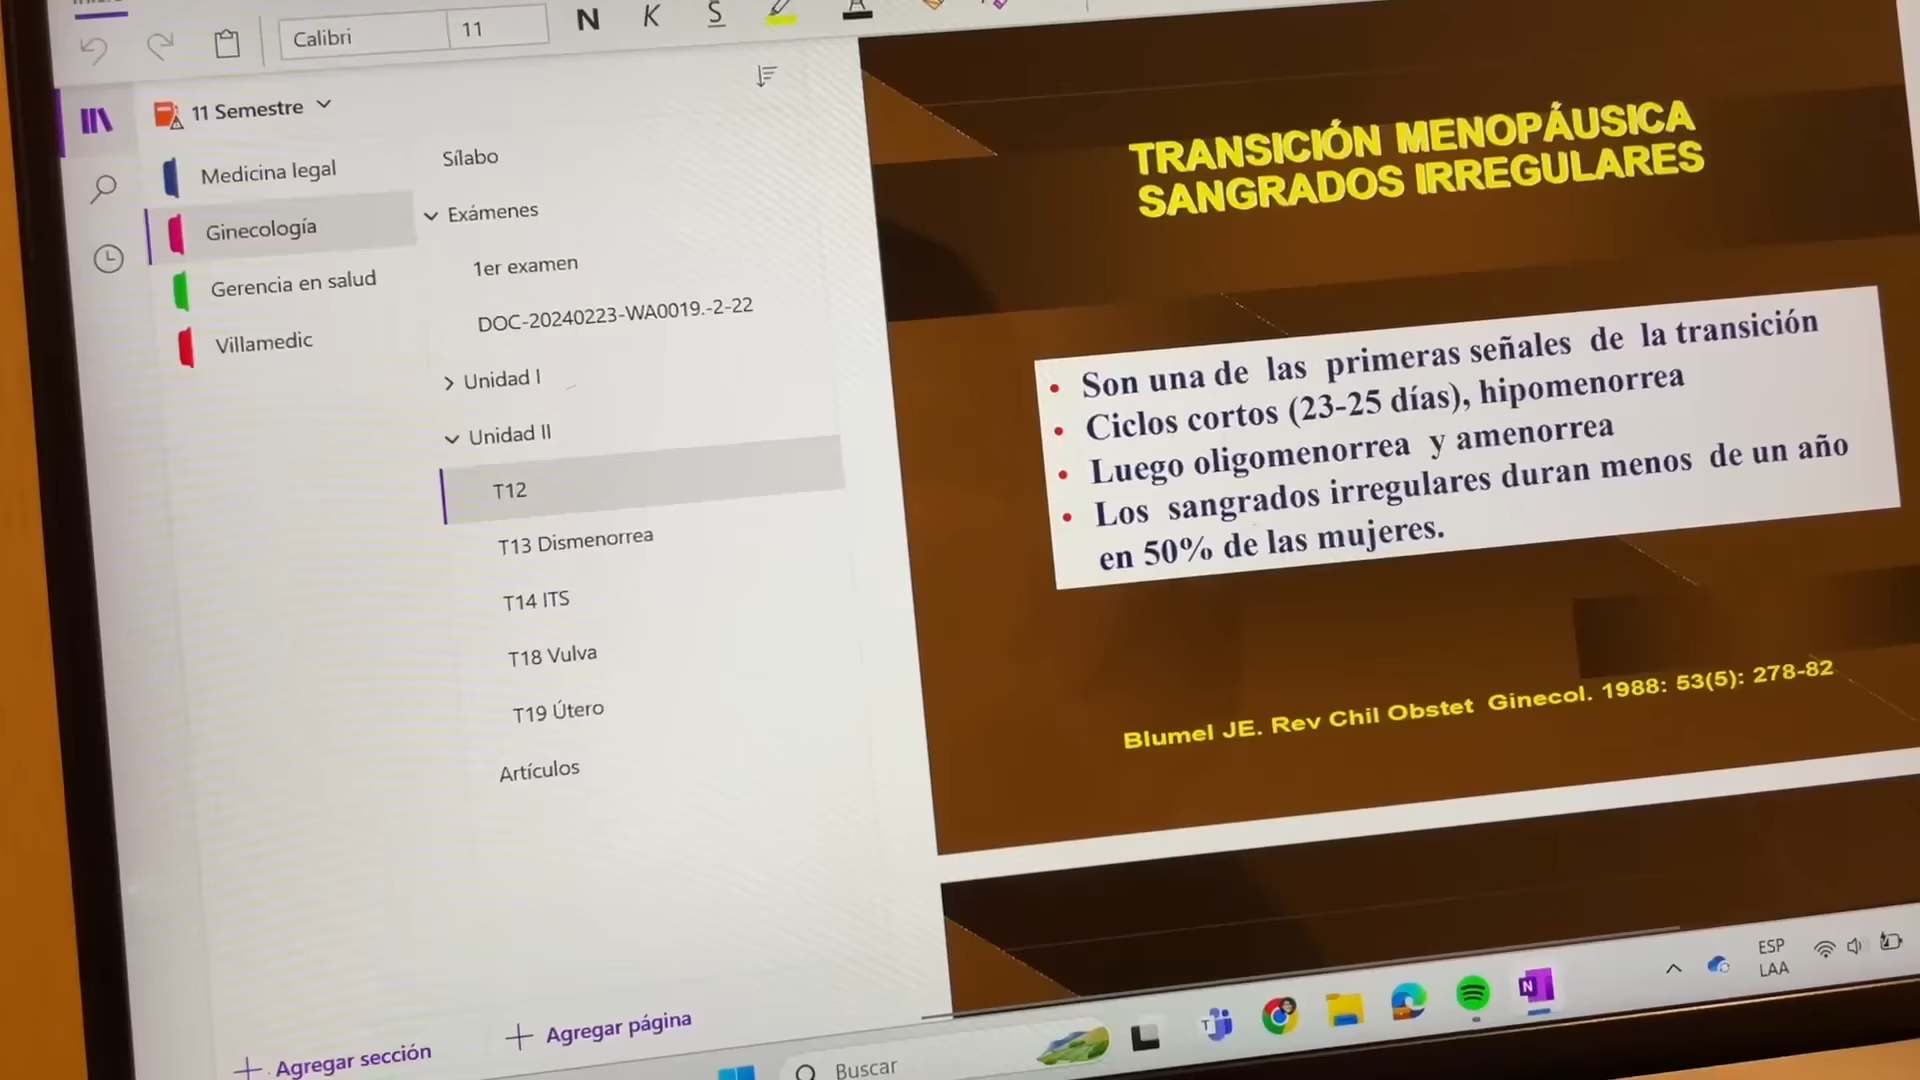 Calibri
11
N
K
S
A
11 Semestre
Medicina legal
Ginecología
Gerencia en salud
Villamedic
Sílabo
Exámenes
1er examen
DOC-20240223-WA0019.-2-22
Unidad I
Unidad II
T12
T13 Dismenorrea
T14 ITS
T18 Vulva
T19 Útero
Artículos
Agregar sección
Agregar página
TRANSICIÓN MENOPÁUSICA
SANGRADOS IRREGULARES
• Son una de las primeras señales de la transición
• Ciclos cortos (23-25 días), hipomenorrea
• Luego oligomenorrea y amenorrea
• Los sangrados irregulares duran menos de un año
en 50% de las mujeres.
Blumel JE. Rev Chil Obstet Ginecol. 1988: 53(5): 278-82
Buscar
ESP
LAA